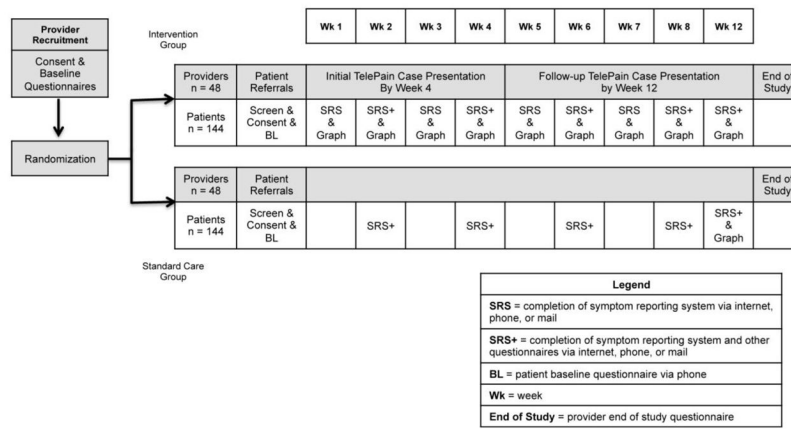 Provider
Recruitment
Consent &
Baseline
Questionnaires
Randomization
Wk 1
Wk 2
Wk 3
Wk 4
Wk 5
Wk 6
Wk 7
Wk 8
Wk 12
Intervention
Group
Providers
n = 48
Patient
Referrals
Initial TelePain Case Presentation
By Week 4
Follow-up TelePain Case Presentation
by Week 12
End of
Study
Patients
n = 144
Screen &
Consent &
BL
SRS
&
Graph
SRS+
&
Graph
SRS
&
Graph
SRS+
&
Graph
SRS
&
Graph
SRS+
&
Graph
SRS
&
Graph
SRS+
&
Graph
SRS+
&
Graph
Providers
n = 48
Patient
Referrals
End of
Study
Patients
n = 144
Screen &
Consent &
BL
SRS+
SRS+
SRS+
SRS+
SRS+
&
Graph
Standard Care
Group
Legend
SRS = completion of symptom reporting system via internet,
phone, or mail
SRS+ = completion of symptom reporting system and other
questionnaires via internet, phone, or mail
BL = patient baseline questionnaire via phone
Wk = week
End of Study = provider end of study questionnaire